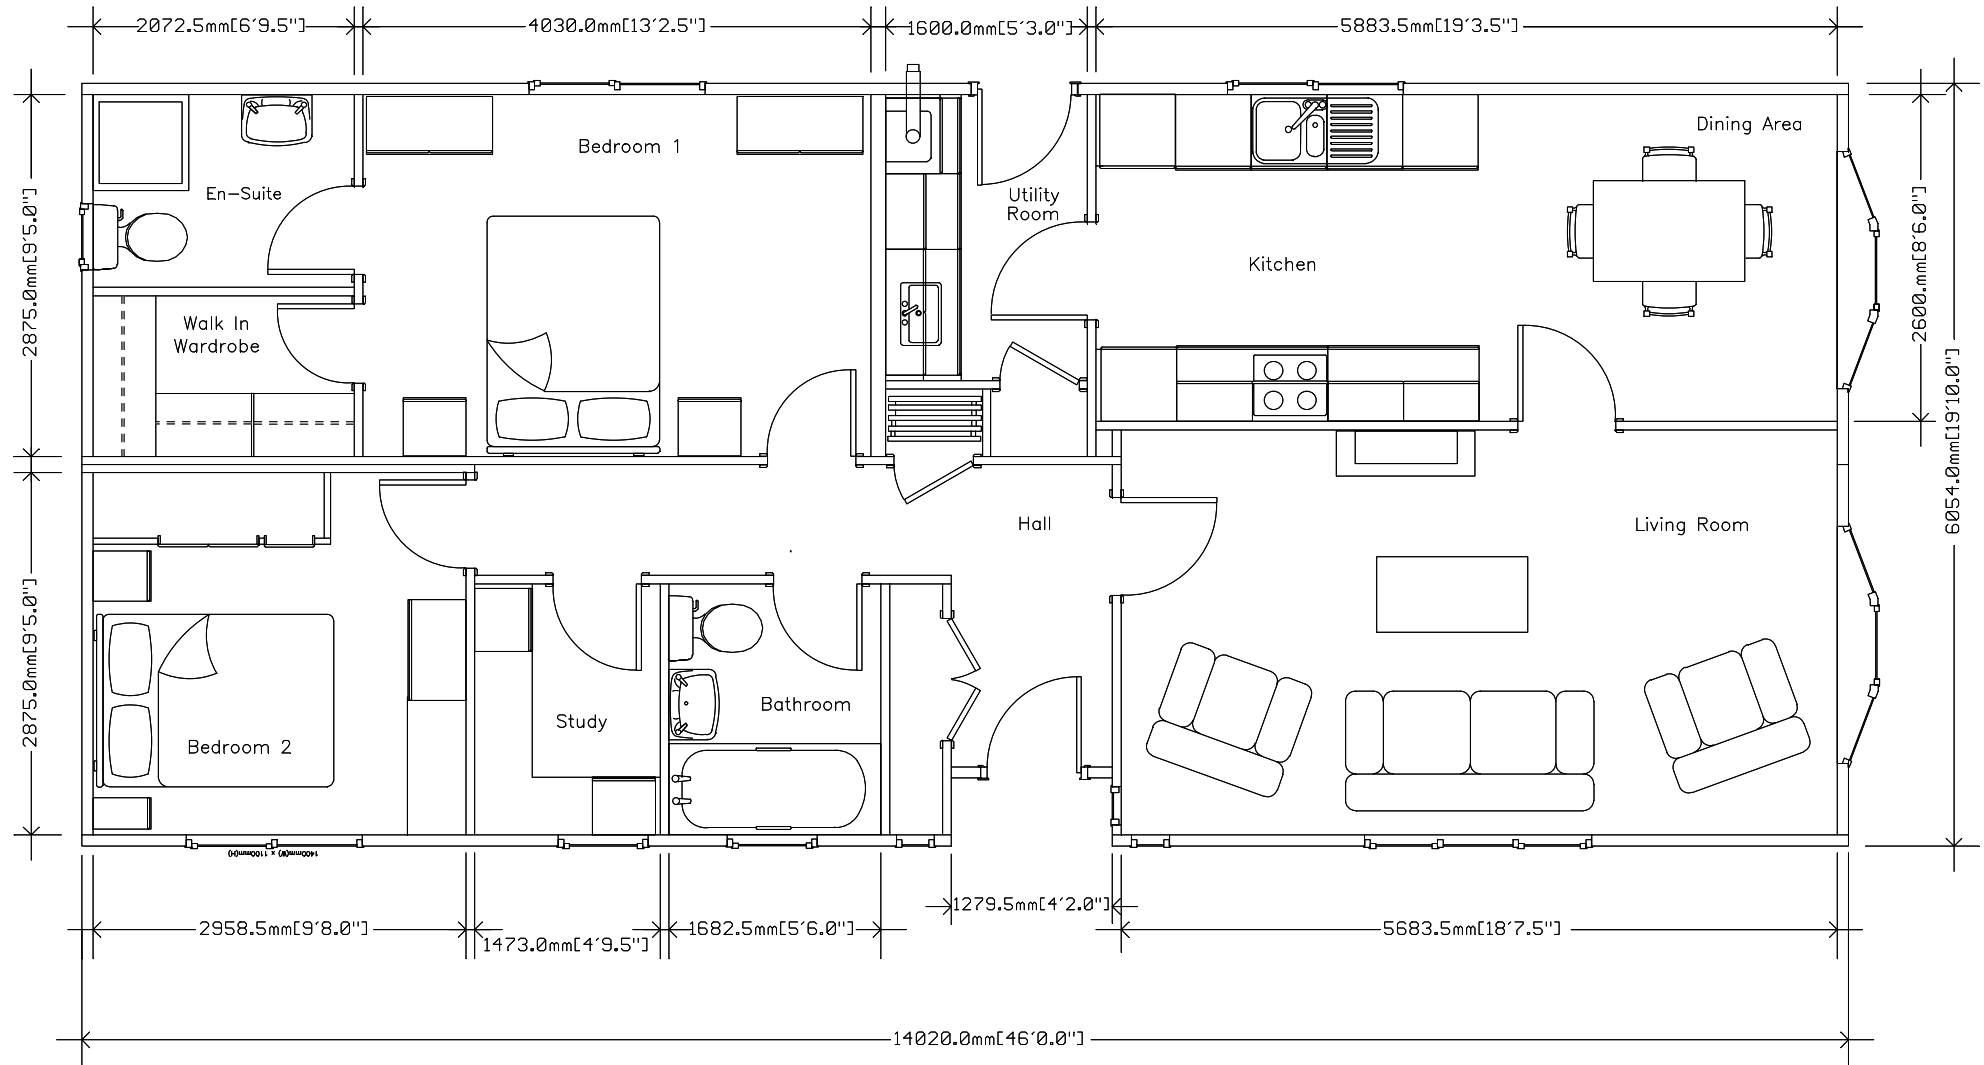 2072.5mm[6'9.5"]
4030.0mm[13'2.5"]
1600.0mm[5'3.0"]
5883.5mm[19'3.5"]
Dining Area
Bedroom 1
En-Suite
Utility
Room
2875.0mm[9'5.0"]
2600.mm[8'6.0"]
Kitchen
Walk In
Wardrobe
6054.0mm[19'10.0"]
Hall
Living Room
2875.0mm[9'5.0"]
Bathroom
Study
Bedroom 2
1400mm(W) x 1100mm(H)
1279.5mm[4'2.0"]
2958.5mm[9'8.0"]
1473.0mm[4'9.5"]
1682.5mm[5'6.0"]
5683.5mm[18'7.5"]
14020.0mm[46'0.0"]